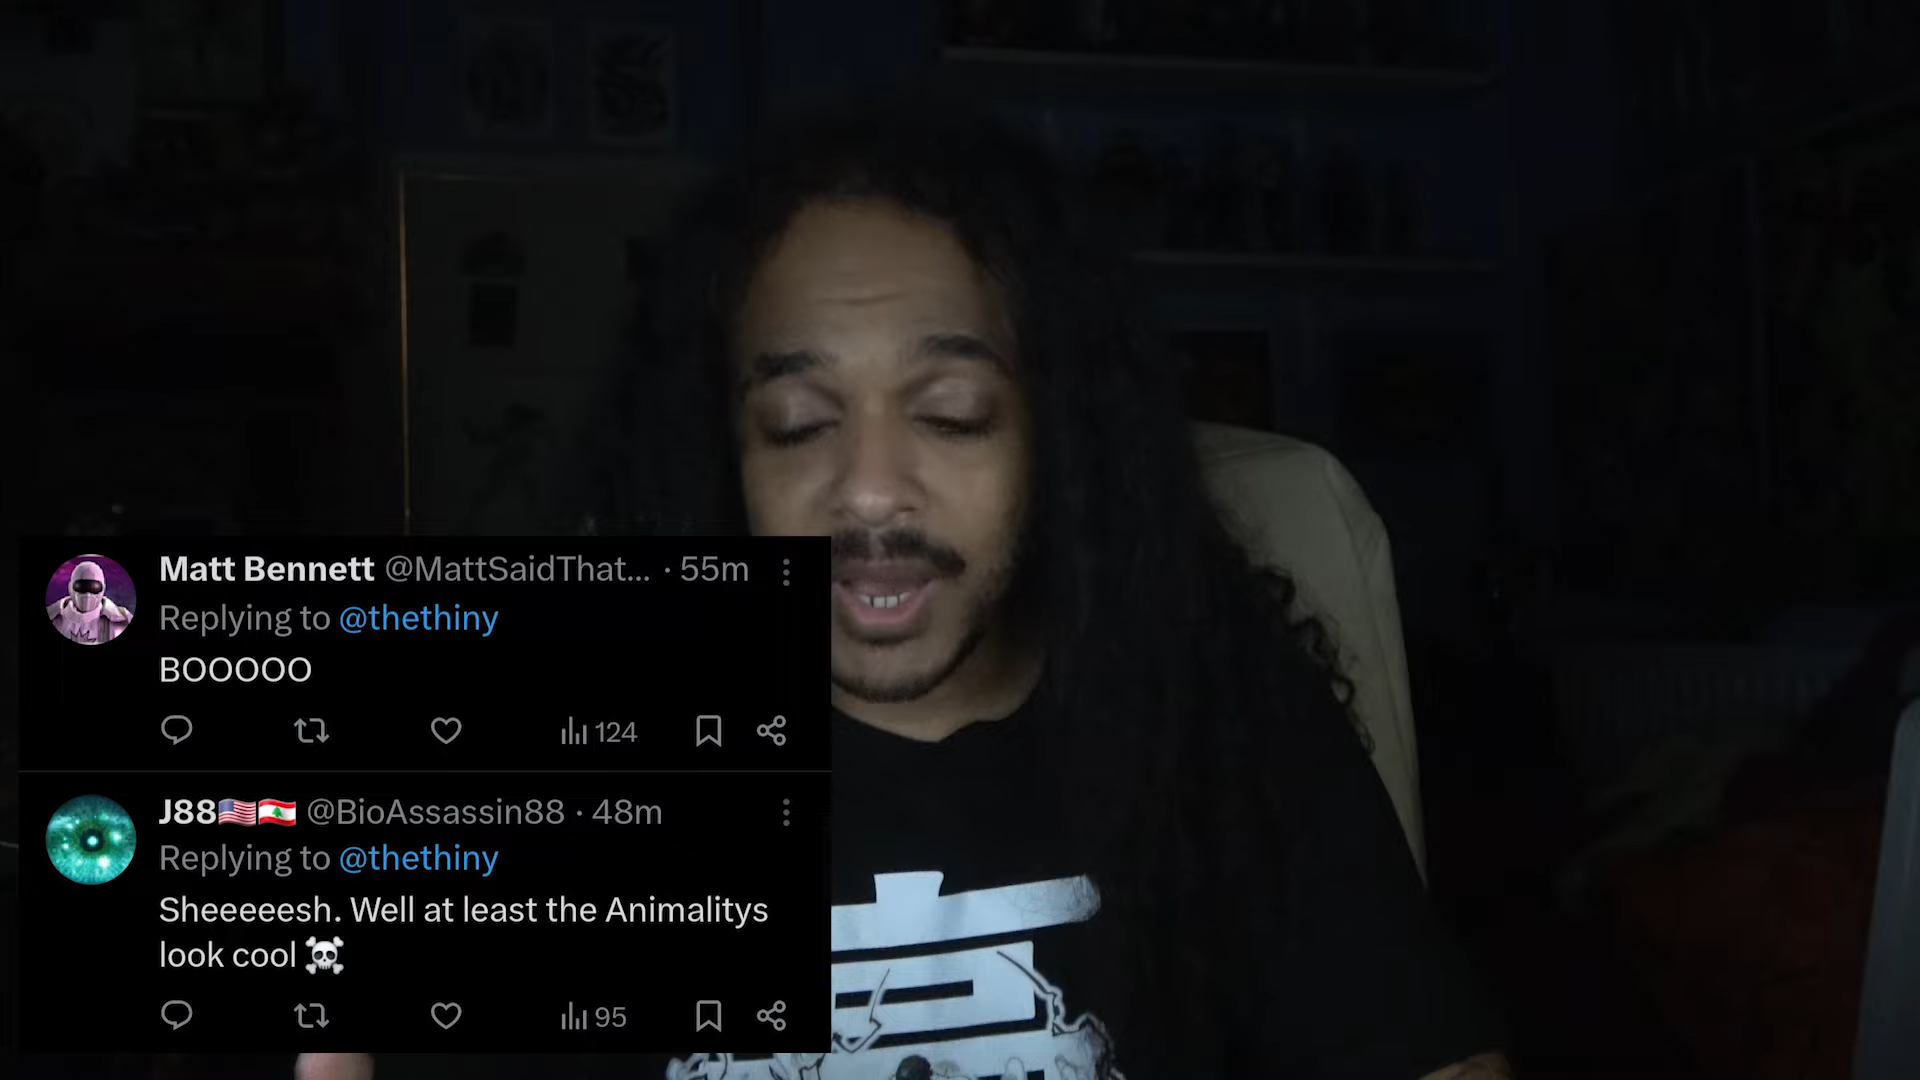 Matt Bennett @MattSaidThat... · 55m
Replying to @thethiny
BOOOOO
124
J88🇺🇸🇱🇧 @BioAssassin88 · 48m
Replying to @thethiny
Sheeeeesh. Well at least the Animalitys
look cool ☠️
95